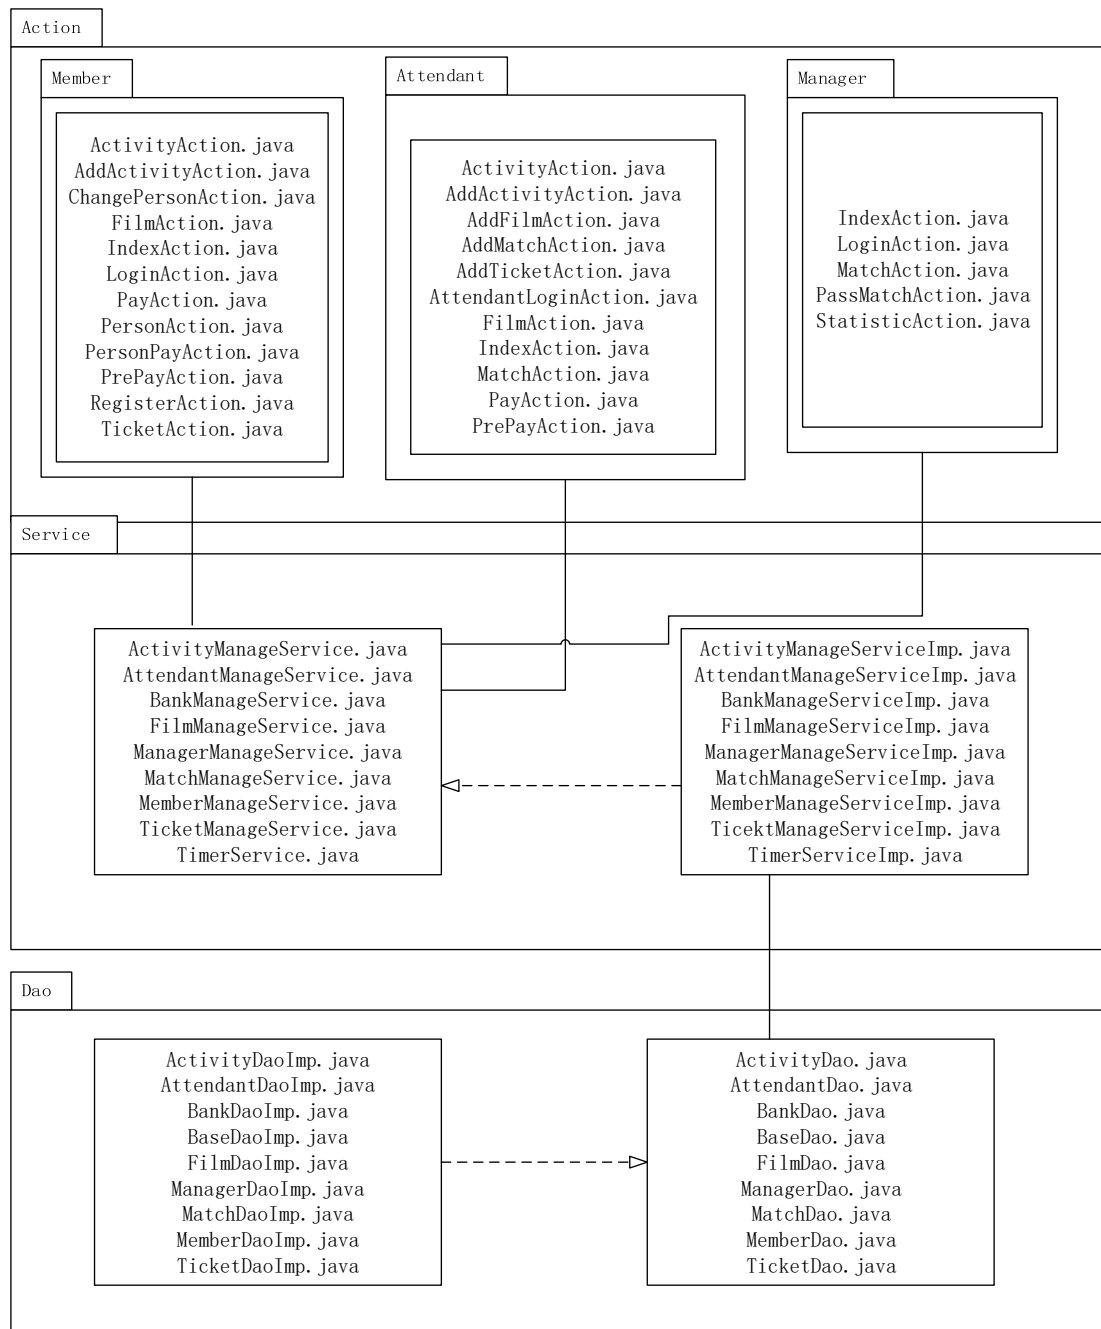 Action
Member
ActivityAction.java
AddActivityAction.java
ChangePersonAction.java
FilmAction.java
IndexAction.java
LoginAction.java
PayAction.java
PersonAction.java
PersonPayAction.java
PrePayAction.java
RegisterAction.java
TicketAction.java
Attendant
ActivityAction.java
AddActivityAction.java
AddFilmAction.java
AddMatchAction.java
AddTicketAction.java
AttendantLoginAction.java
FilmAction.java
IndexAction.java
MatchAction.java
PayAction.java
PrePayAction.java
Manager
IndexAction.java
LoginAction.java
MatchAction.java
PassMatchAction.java
StatisticAction.java
Service
ActivityManageService.java
AttendantManageService.java
BankManageService.java
FilmManageService.java
ManagerManageService.java
MatchManageService.java
MemberManageService.java
TicketManageService.java
TimerService.java
ActivityManageServiceImp.java
AttendantManageServiceImp.java
BankManageServiceImp.java
FilmManageServiceImp.java
ManagerManageServiceImp.java
MatchManageServiceImp.java
MemberManageServiceImp.java
TicektManageServiceImp.java
TimerServiceImp.java
Dao
ActivityDaoImp.java
AttendantDaoImp.java
BankDaoImp.java
BaseDaoImp.java
FilmDaoImp.java
ManagerDaoImp.java
MatchDaoImp.java
MemberDaoImp.java
TicketDaoImp.java
ActivityDao.java
AttendantDao.java
BankDao.java
BaseDao.java
FilmDao.java
ManagerDao.java
MatchDao.java
MemberDao.java
TicketDao.java